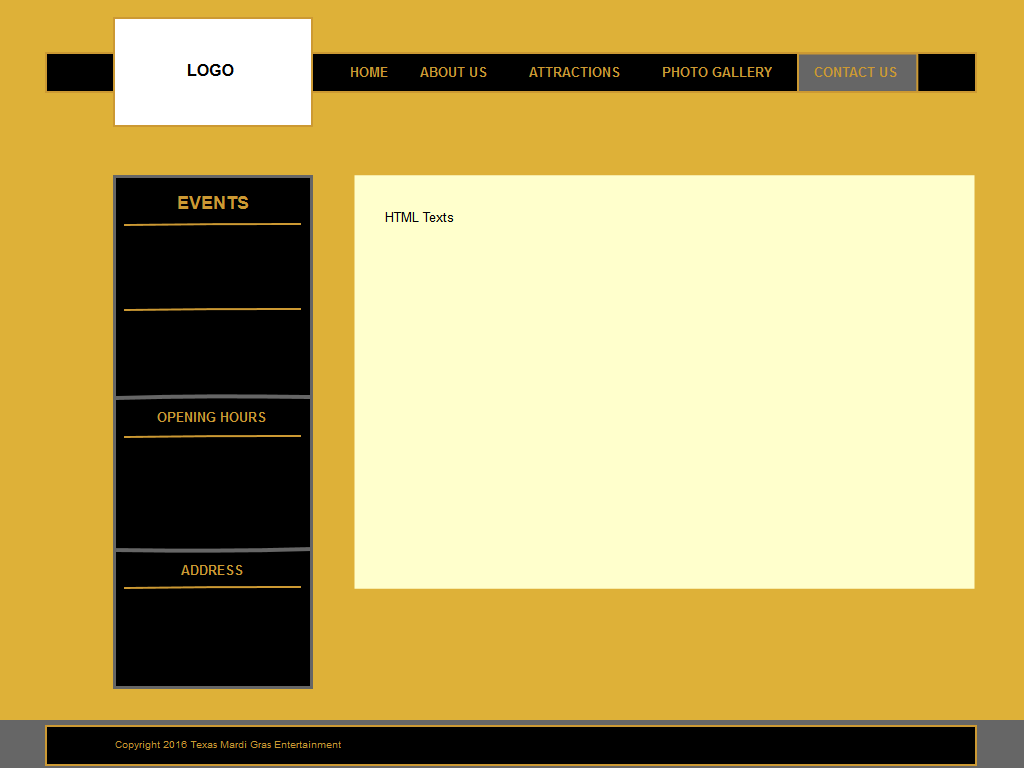 LOGO
HOME ABOUT US ATTRACTIONS PHOTO GALLERY CONTACT US
EVENTS
OPENING HOURS
ADDRESS
HTML Texts
Copyright 2016 Texas Mardi Gras Entertainment